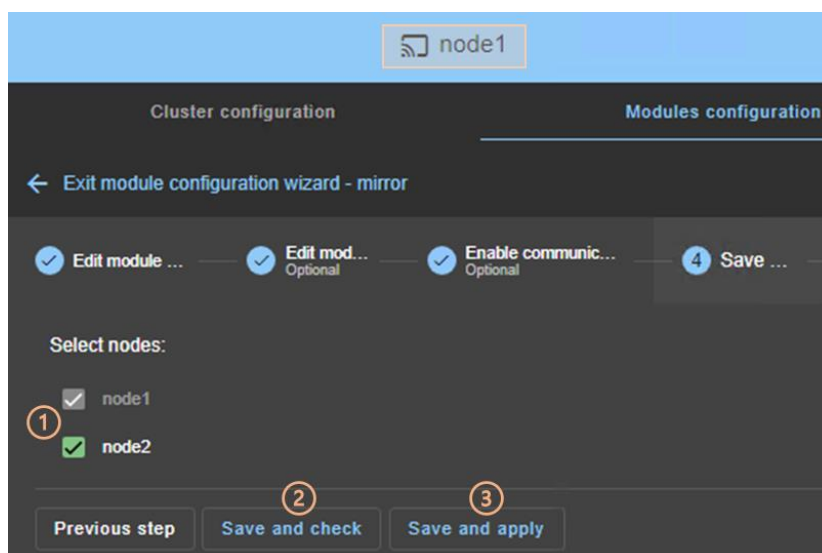 node1
Cluster configuration
Modules configuration
Exit module configuration wizard - mirror
Edit module ...
Edit mod...
Optional
Enable communic...
Optional
4 Save ...
Select nodes:
node1
1
node2
2
3
Previous step
Save and check
Save and apply